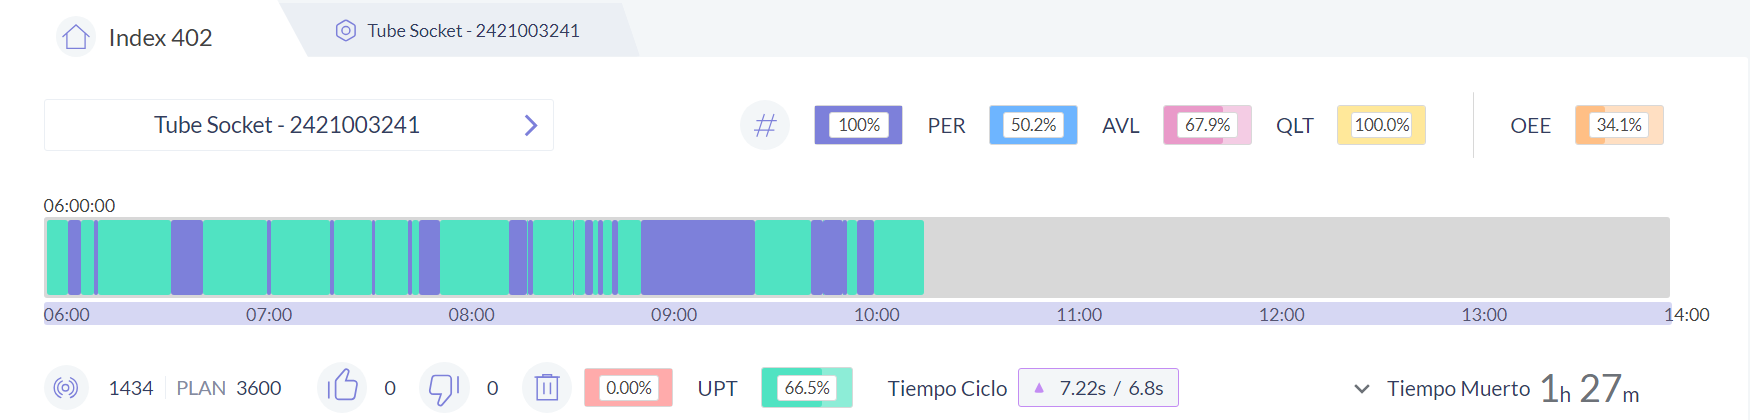 Index 402
Tube Socket - 2421003241
Tube Socket - 2421003241
100% PER 50.2% AVL 67.9% QLT 100.0% OEE 34.1%
06:00:00
06:00 07:00 08:00 09:00 10:00 11:00 12:00 13:00 14:00
1434 PLAN 3600 0 0 0.00% UPT 66.5% Tiempo Ciclo ▲ 7.22s / 6.8s Tiempo Muerto 1h 27m